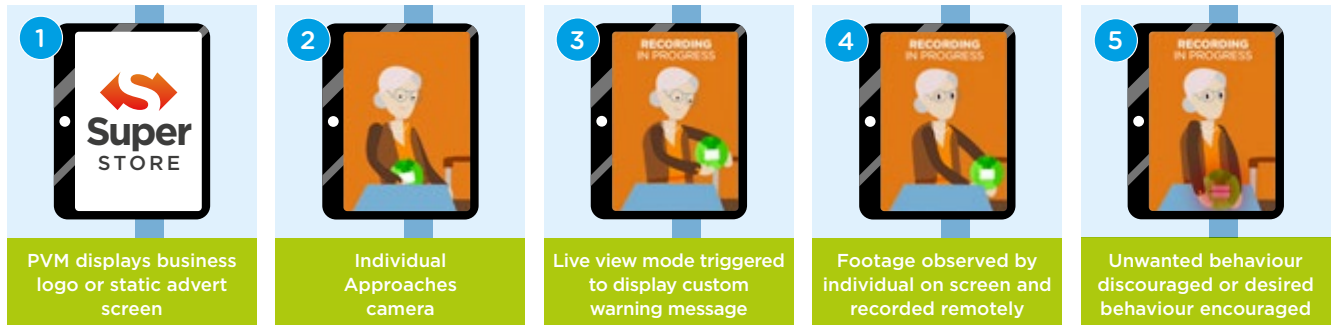 1
Super
STORE
PVM displays business
logo or static advert
screen
2
Individual
Approaches
camera
3
RECORDING
IN PROGRESS
Live view mode triggered
to display custom
warning message
4
RECORDING
IN PROGRESS
Footage observed by
individual on screen and
recorded remotely
5
RECORDING
IN PROGRESS
Unwanted behaviour
discouraged or desired
behaviour encouraged